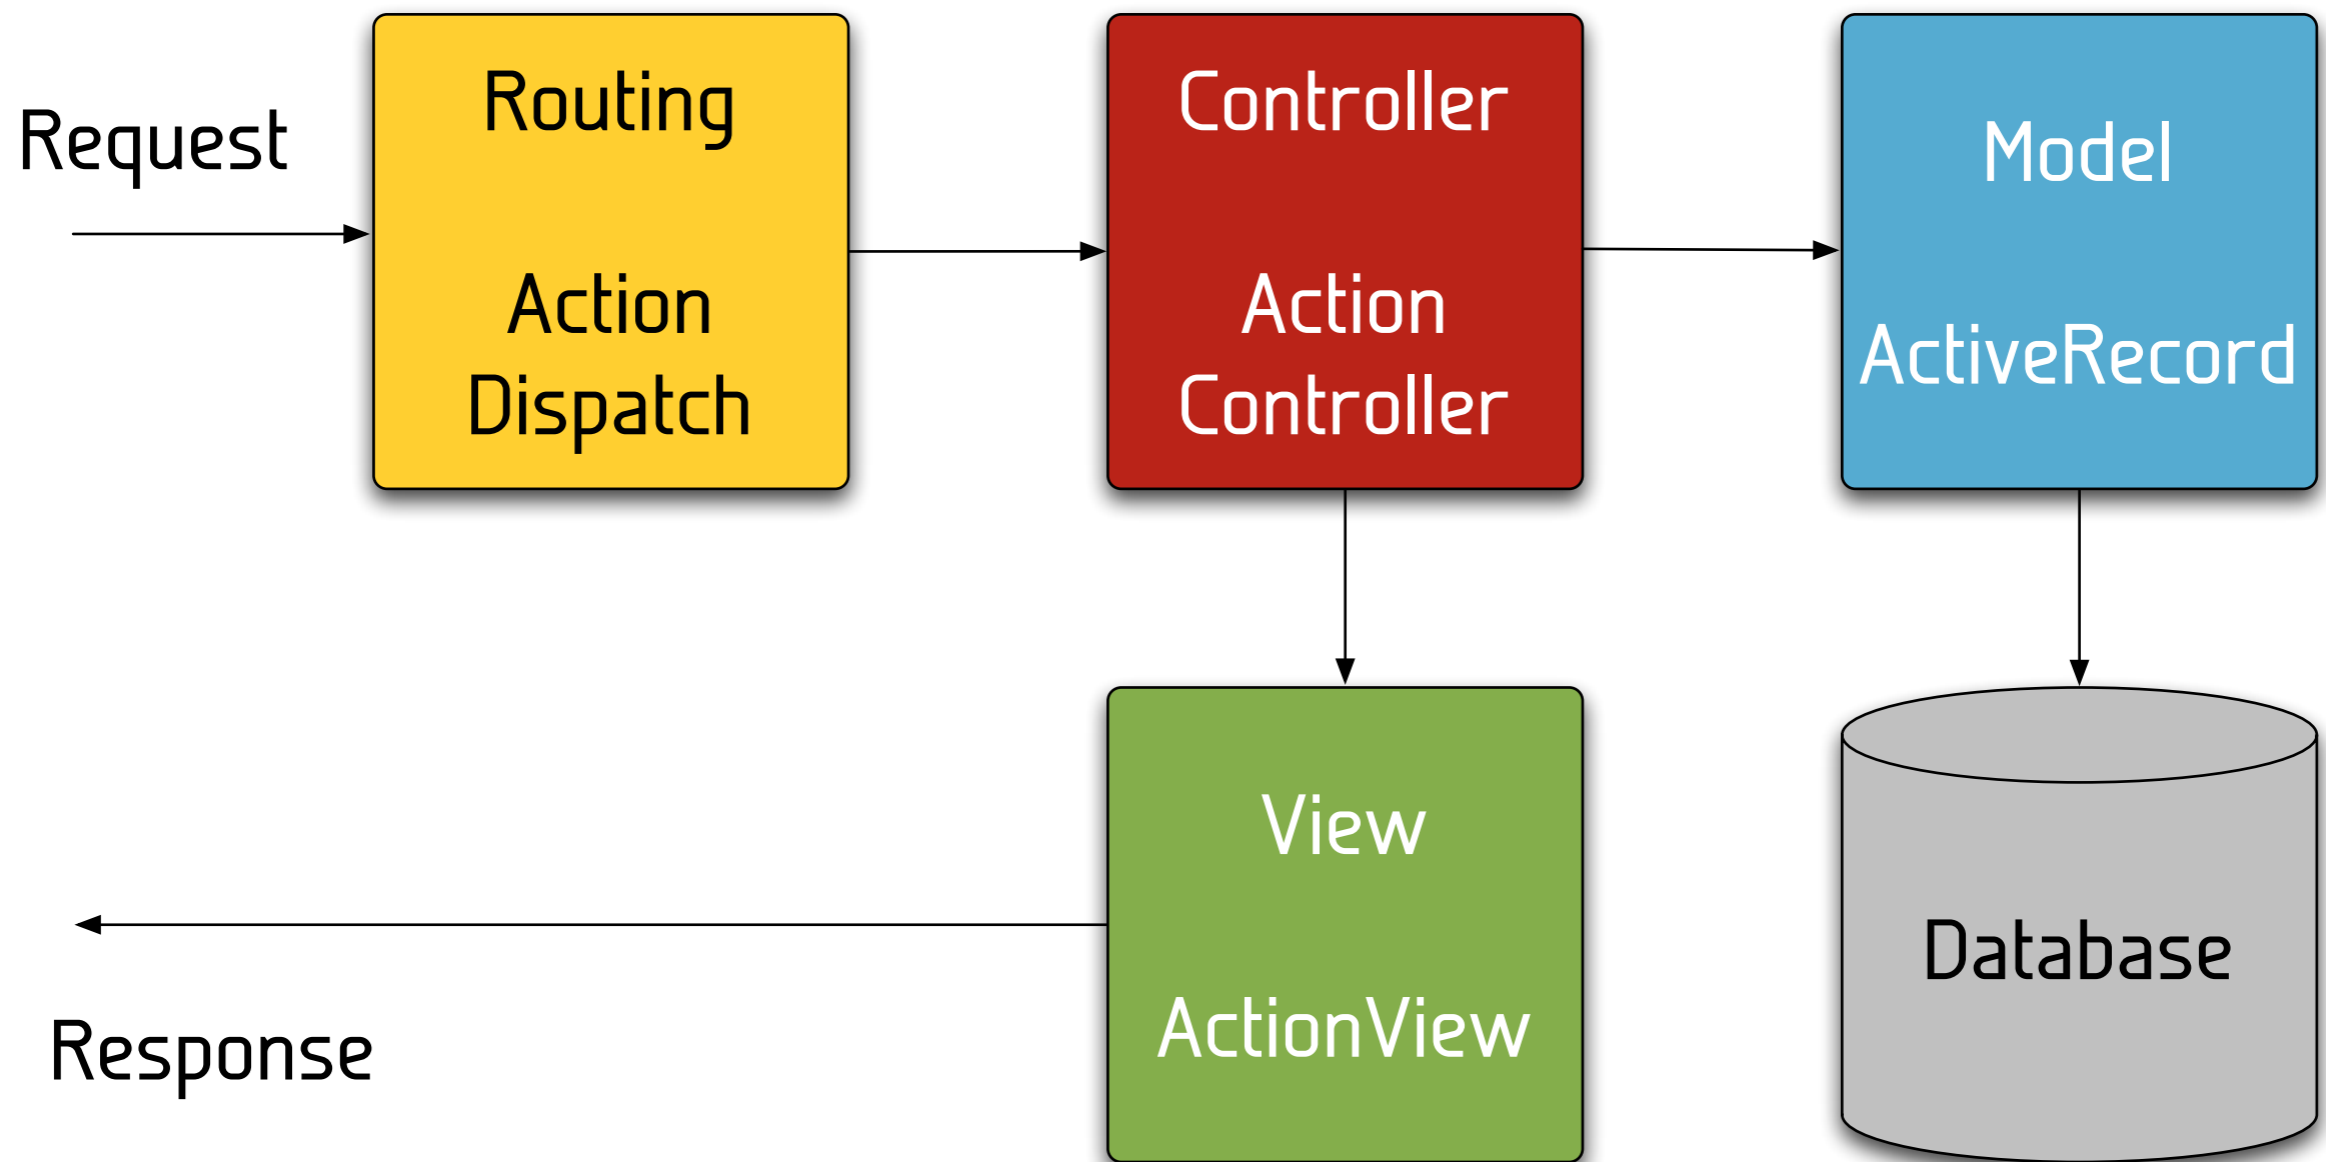 Request
Routing
Action
Dispatch
Controller
Action
Controller
Model
ActiveRecord
View
ActionView
Database
Response